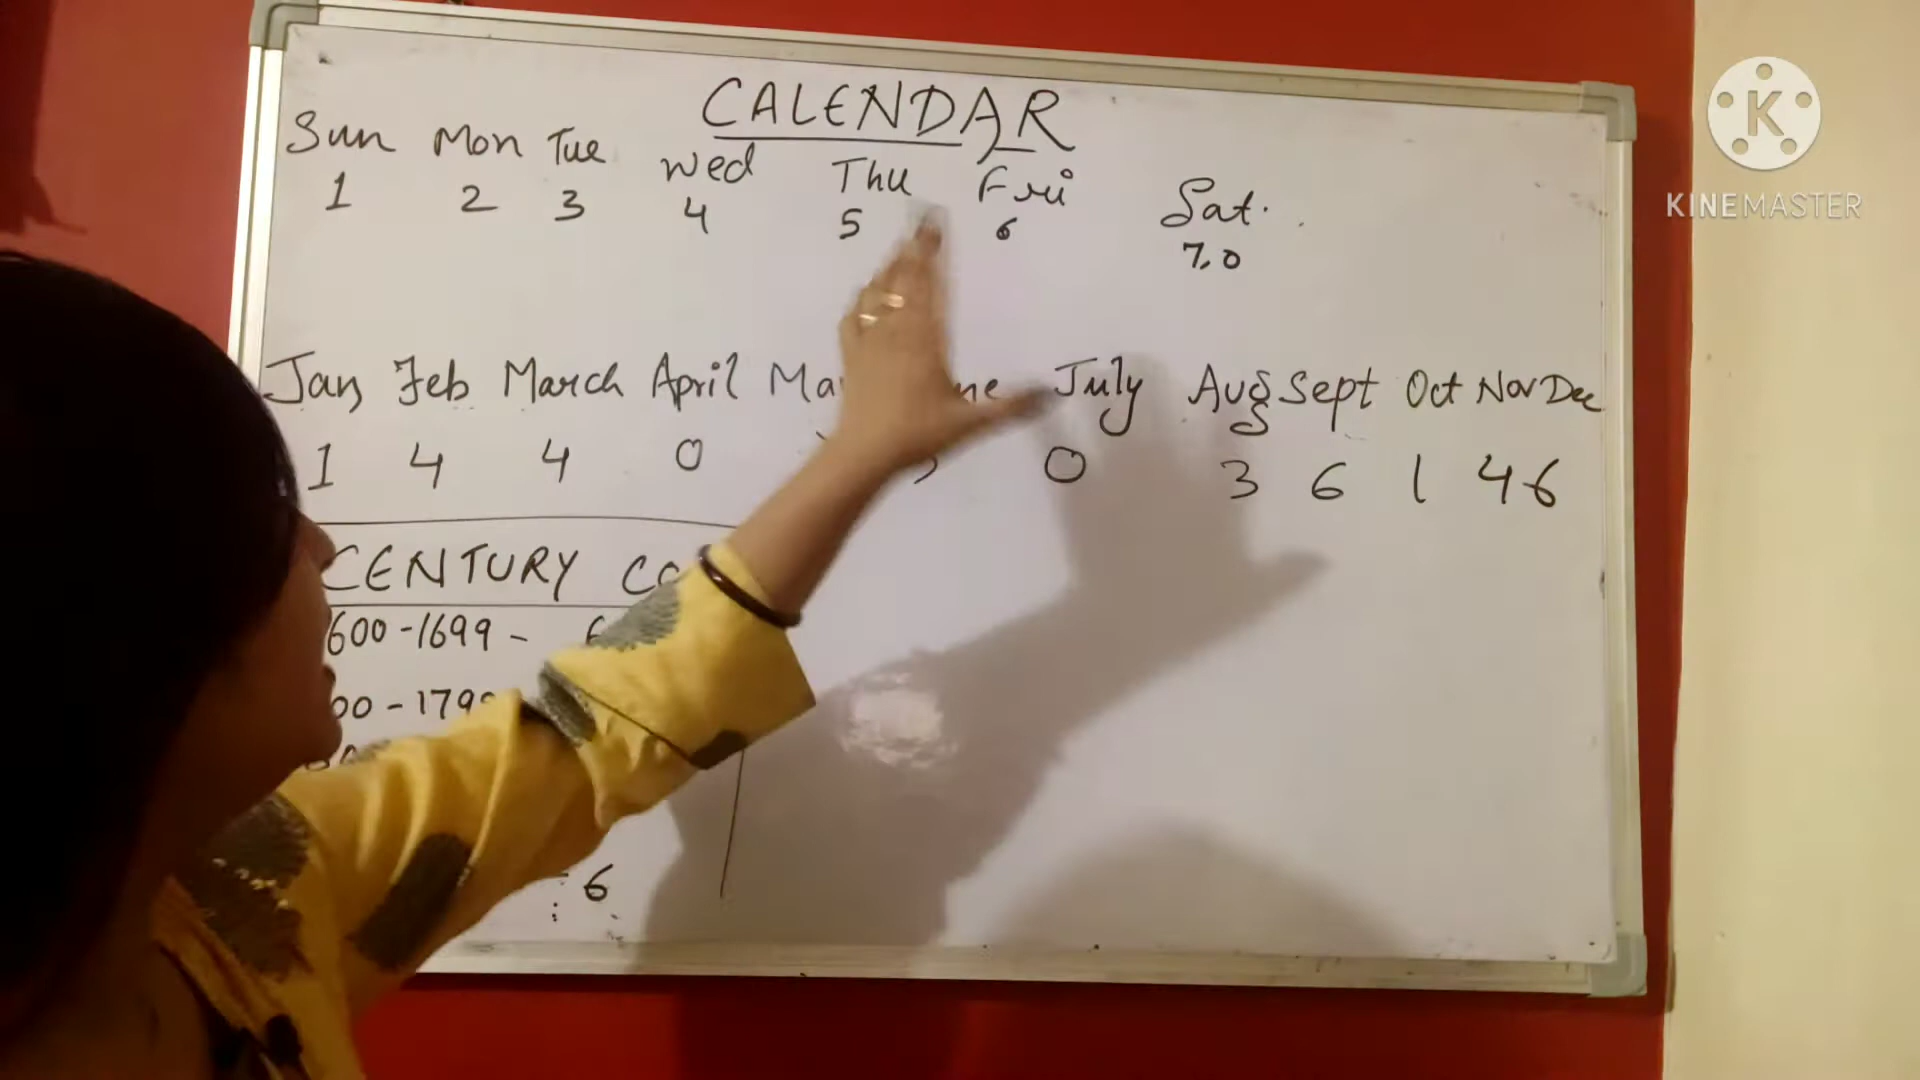 CALENDAR
Sun Mon Tue Wed Thu Fri Sat.
1 2 3 4 5 6 7,0
Jan Feb March April July Aug Sept Oct Nov Dec
1 4 4 0 0 3 6 1 4 6
CENTURY
600-1699 -
00-179
6
K
KINEMASTER